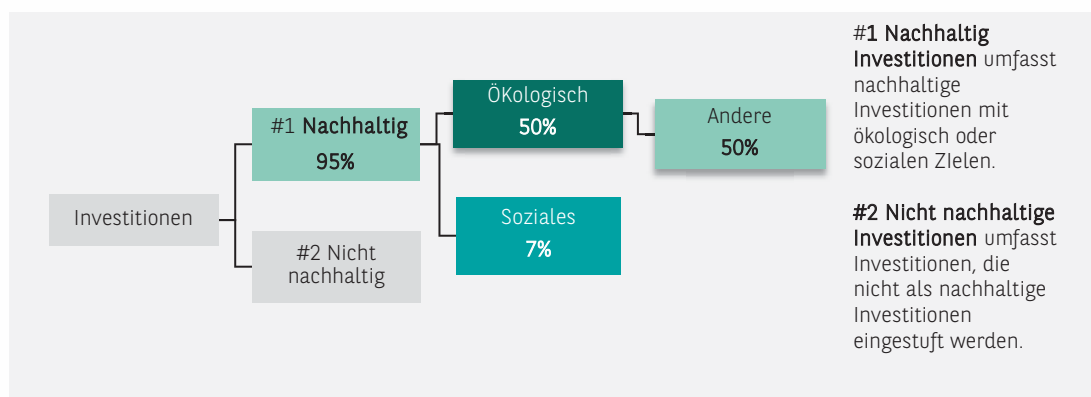 Investitionen
#1 Nachhaltig
95%
#2 Nicht
nachhaltig
ÖKologisch
50%
Soziales
7%
Andere
50%
#1 Nachhaltig
Investitionen umfasst
nachhaltige
Investitionen mit
ökologisch oder
sozialen ZIelen.
#2 Nicht nachhaltige
Investitionen umfasst
Investitionen, die
nicht als nachhaltige
Investitionen
eingestuft werden.